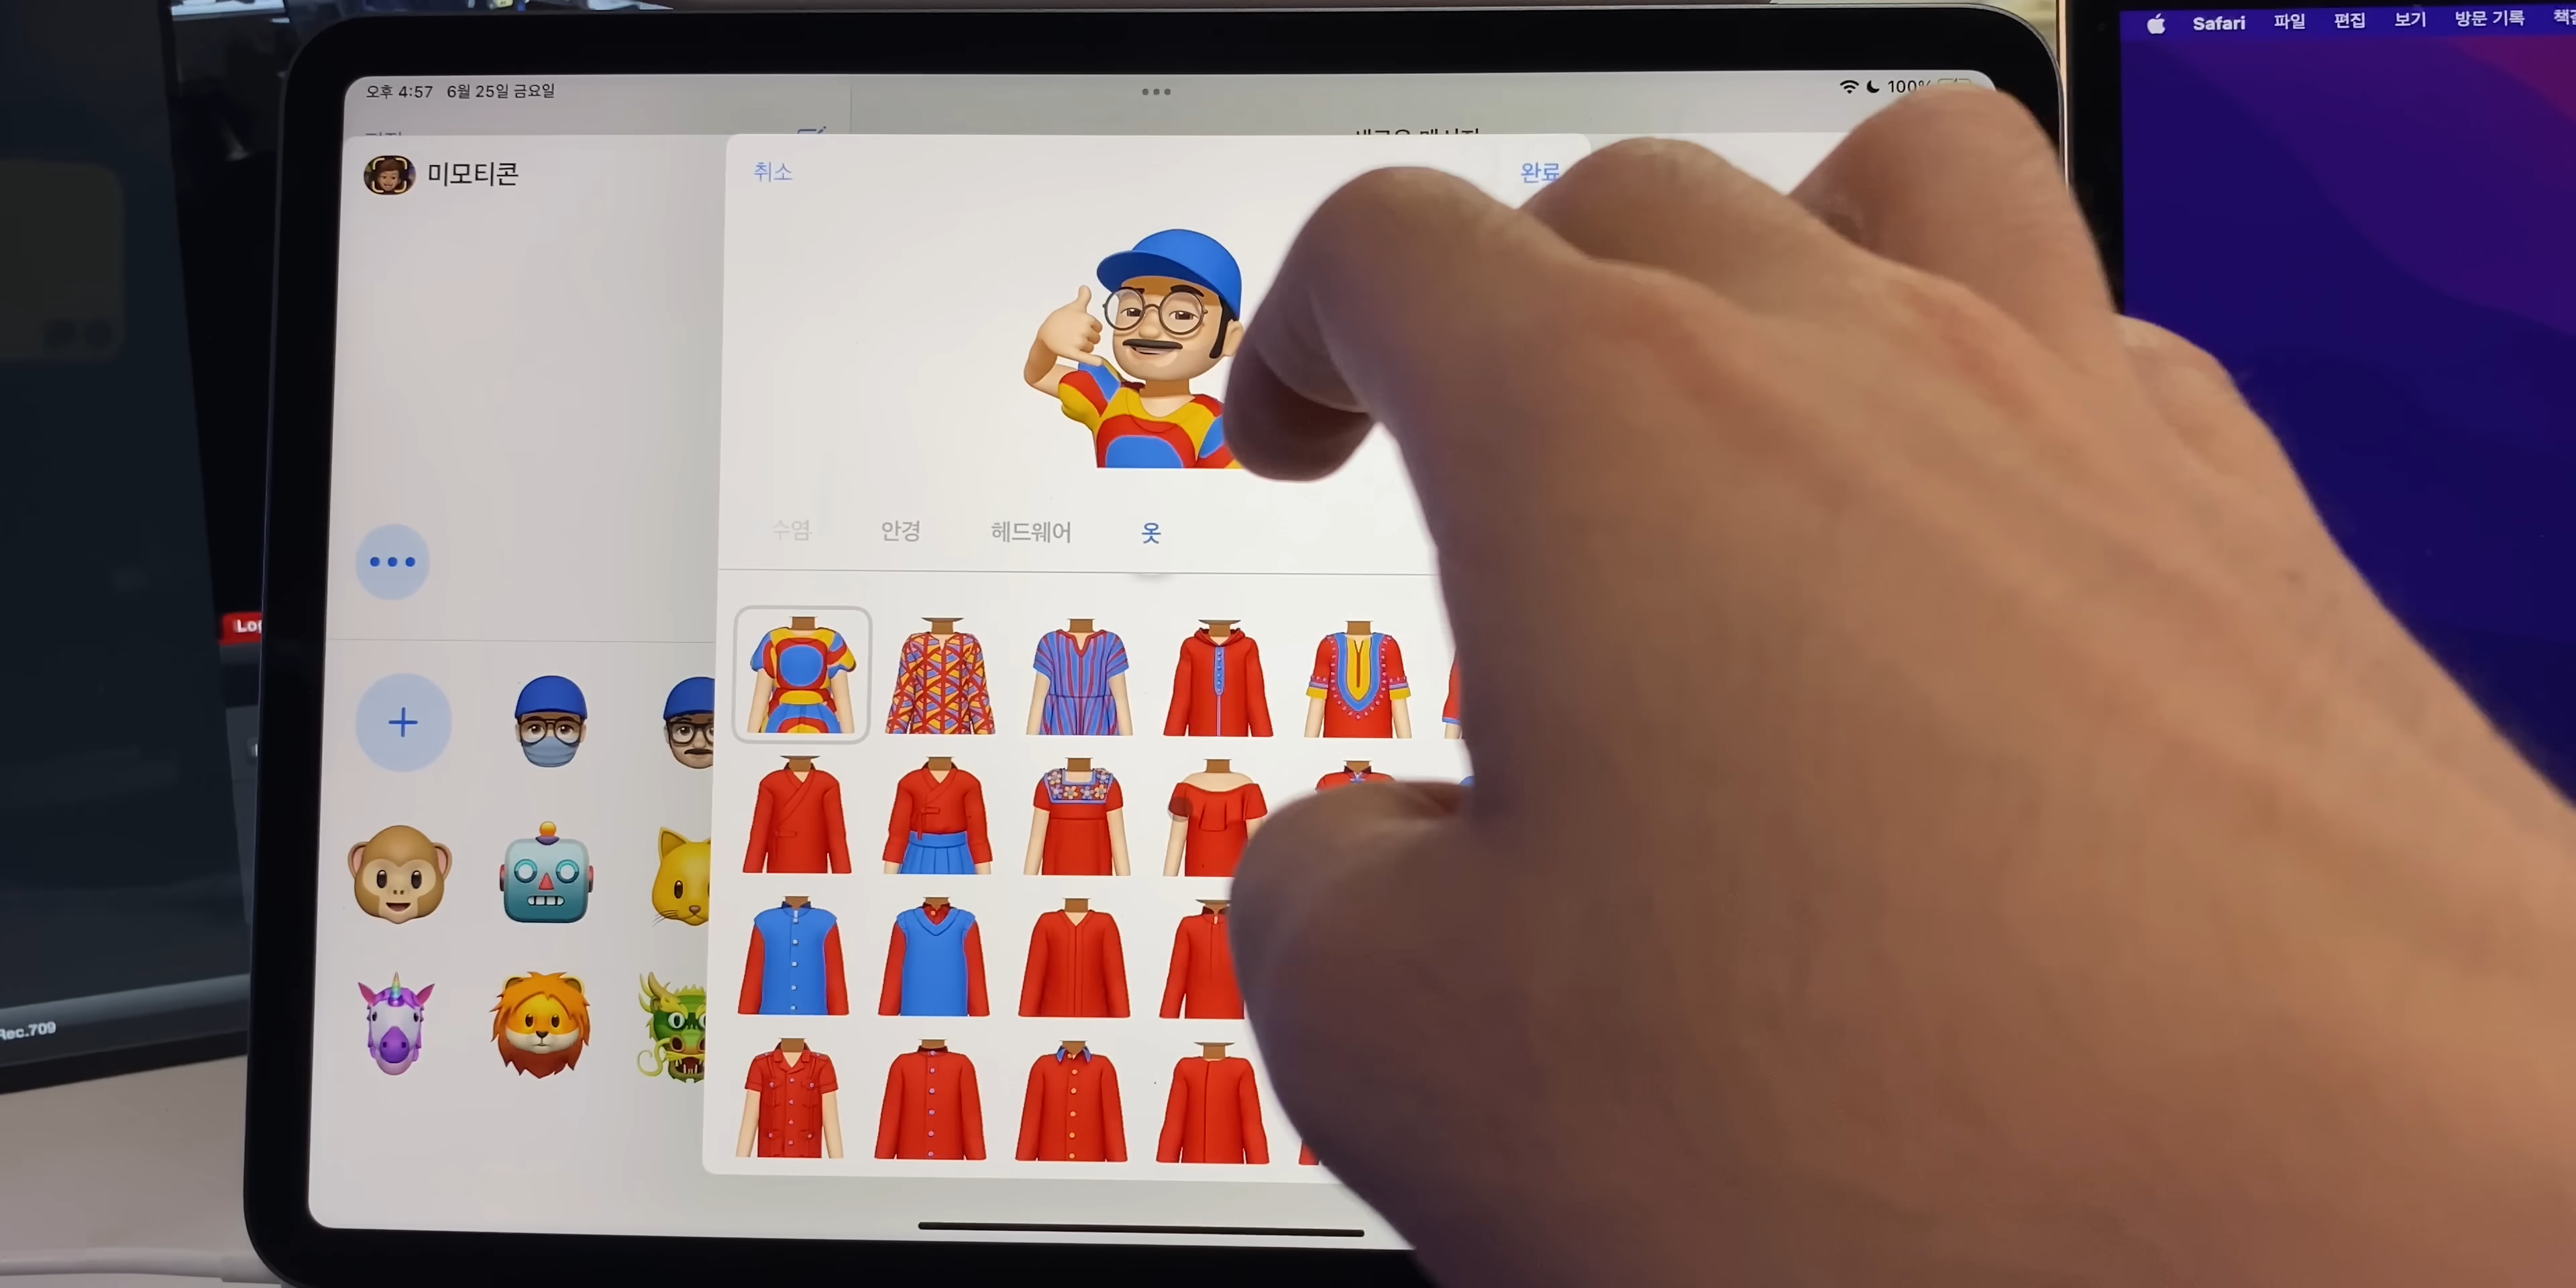 Safari 파일 편집 보기 방문 기록
오후 4:57 6월 25일 금요일
100%
미모티콘
취소
완료
수염 안경 헤드웨어 옷
Rec.709